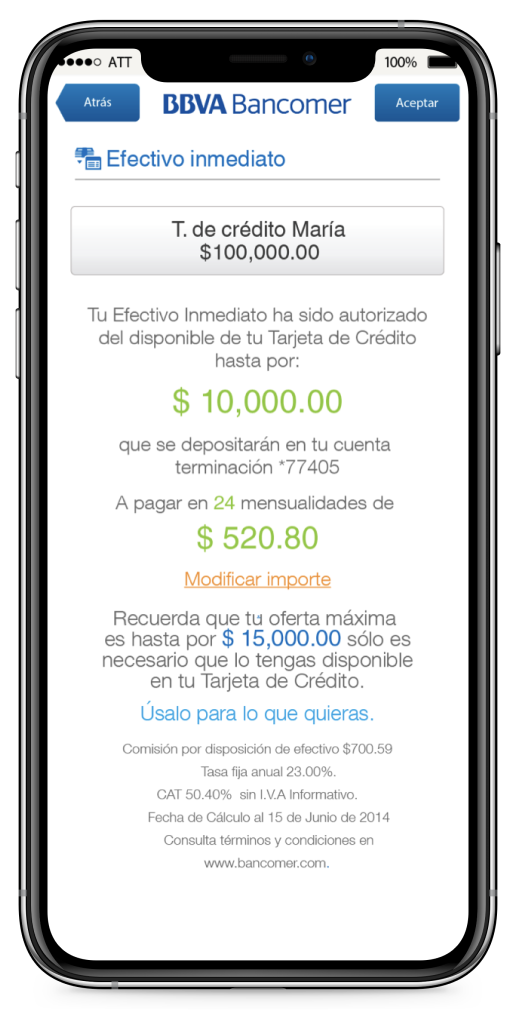 ATT 100%
Atrás BBVA Bancomer Aceptar
Efectivo inmediato
T. de crédito María
$100,000.00
Tu Efectivo Inmediato ha sido autorizado
del disponible de tu Tarjeta de Crédito
hasta por:
$ 10,000.00
que se depositarán en tu cuenta
terminación *77405
A pagar en 24 mensualidades de
$ 520.80
Modificar importe
Recuerda que tu oferta máxima
es hasta por $ 15,000.00 sólo es
necesario que lo tengas disponible
en tu Tarjeta de Crédito.
Úsalo para lo que quieras.
Comisión por disposición de efectivo $700.59
Tasa fija anual 23.00%.
CAT 50.40% sin I.V.A Informativo.
Fecha de Cálculo al 15 de Junio de 2014
Consulta términos y condiciones en
www.bancomer.com.